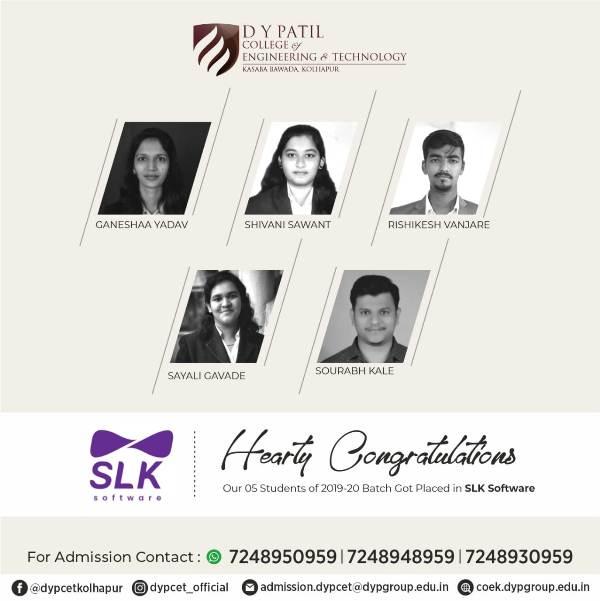 D Y PATIL
COLLEGE of
ENGINEERING & TECHNOLOGY
KASABA BAWADA, KOLHAPUR
GANESHAA YADAV
SHIVANI SAWANT
RISHIKESH VANJARE
SAYALI GAVADE
SOURABH KALE
SLK
software
Hearty Congratulations
Our 05 Students of 2019-20 Batch Got Placed in SLK Software
For Admission Contact : 7248950959 | 7248948959 | 7248930959
@dypcetkolhapur dypcet_official admission.dypcet@dypgroup.edu.in coek.dypgroup.edu.in